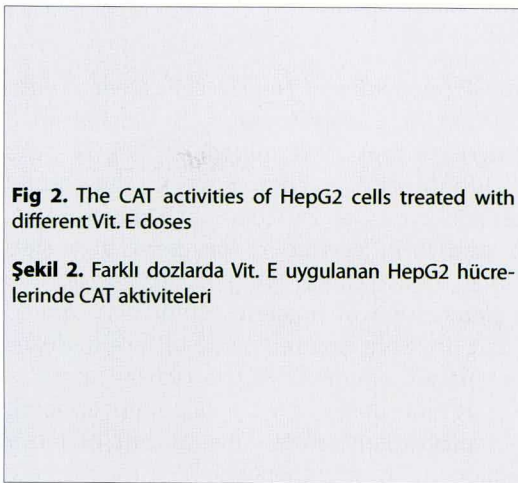 Fig 2. The CAT activities of HepG2 cells treated with
different Vit. E doses
Şekil 2. Farklı dozlarda Vit. E uygulanan HepG2 hücre-
lerinde CAT aktiviteleri